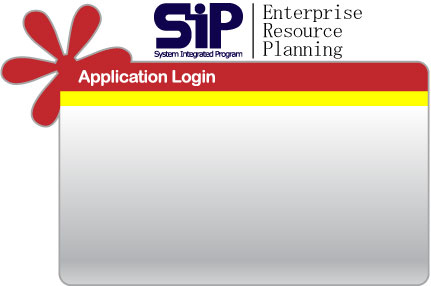 SiP
System Integrated Program
Enterprise
Resource
Planning
Application Login